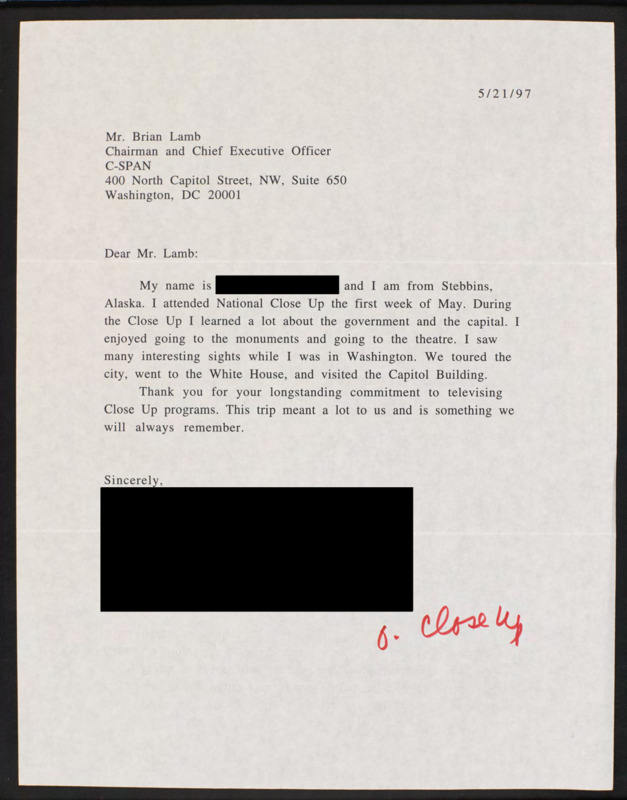 5/21/97
Mr. Brian Lamb
Chairman and Chief Executive Officer
C-SPAN
400 North Capitol Street, NW, Suite 650
Washington, DC 20001
Dear Mr. Lamb:
My name is and I am from Stebbins,
Alaska. I attended National Close Up the first week of May. During
the Close Up I learned a lot about the government and the capital. I
enjoyed going to the monuments and going to the theatre. I saw
many interesting sights while I was in Washington. We toured the
city, went to the White House, and visited the Capitol Building.
Thank you for your longstanding commitment to televising
Close Up programs. This trip meant a lot to us and is something we
will always remember.
Sincerely,
o. Close Up